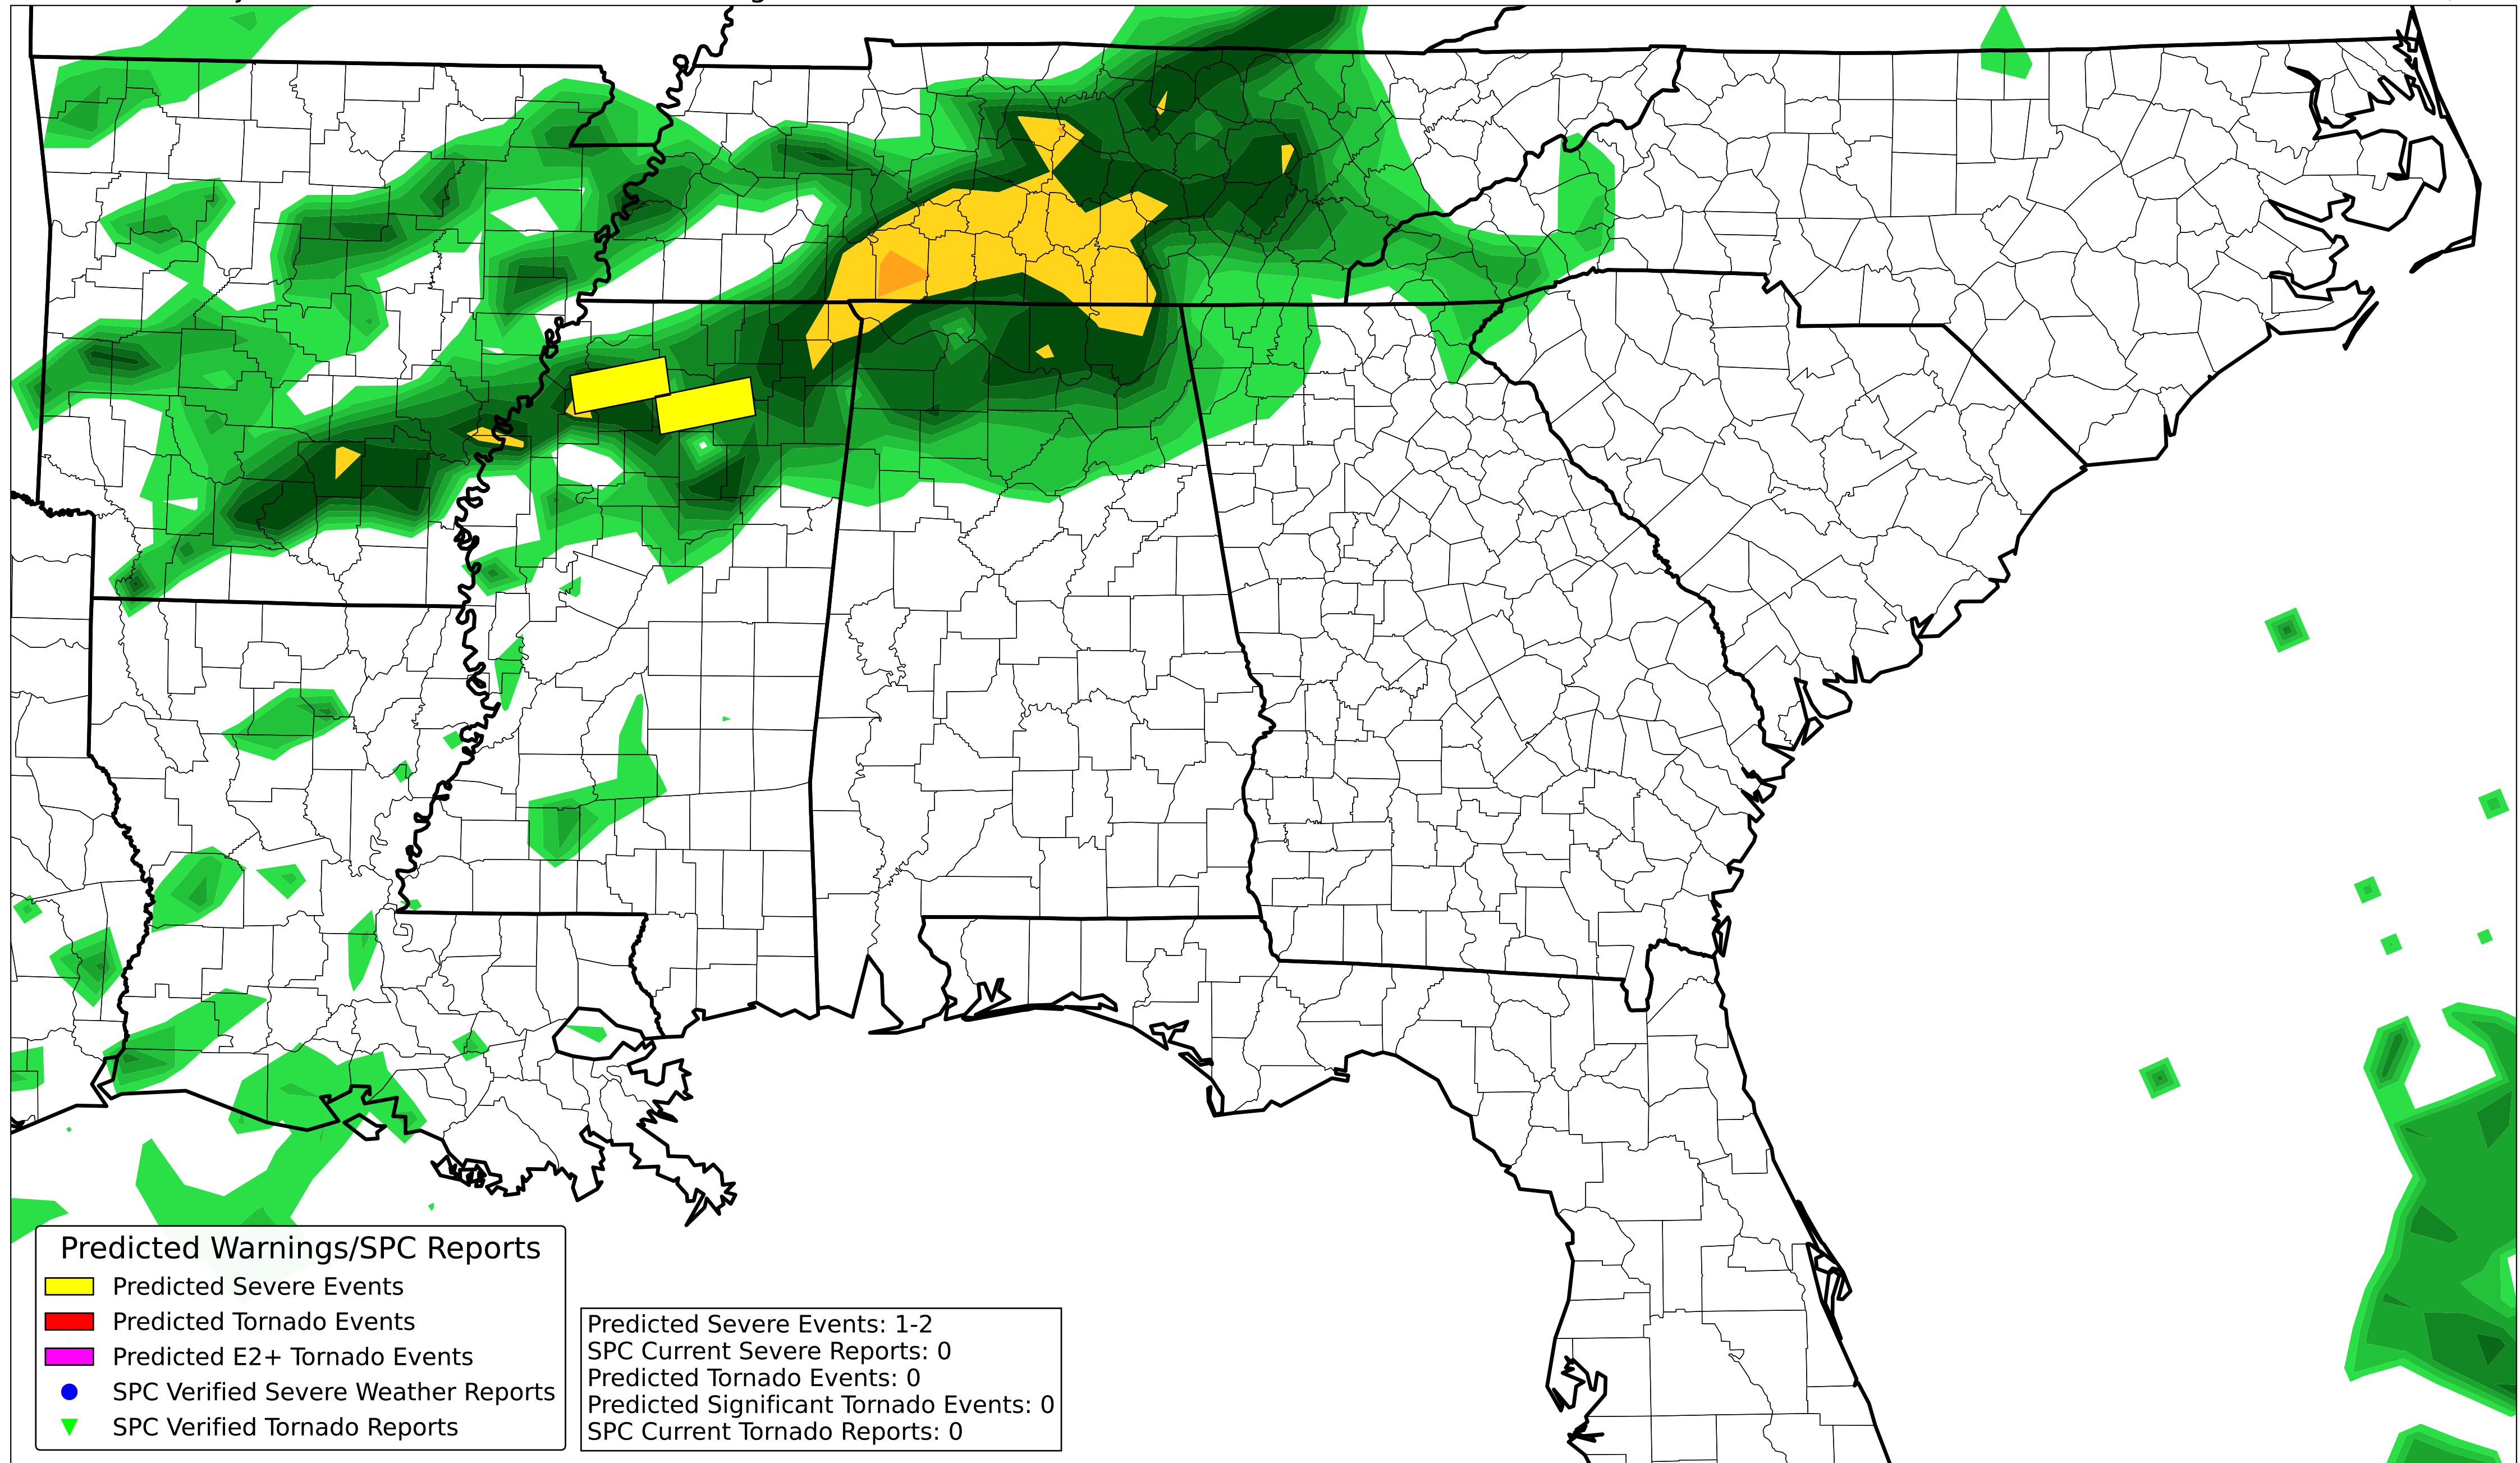 Predicted Warnings/SPC Reports
Predicted Severe Events
Predicted Tornado Events
Predicted E2+ Tornado Events
SPC Verified Severe Weather Reports
SPC Verified Tornado Reports
Predicted Severe Events: 1-2
SPC Current Severe Reports: 0
Predicted Tornado Events: 0
Predicted Significant Tornado Events: 0
SPC Current Tornado Reports: 0